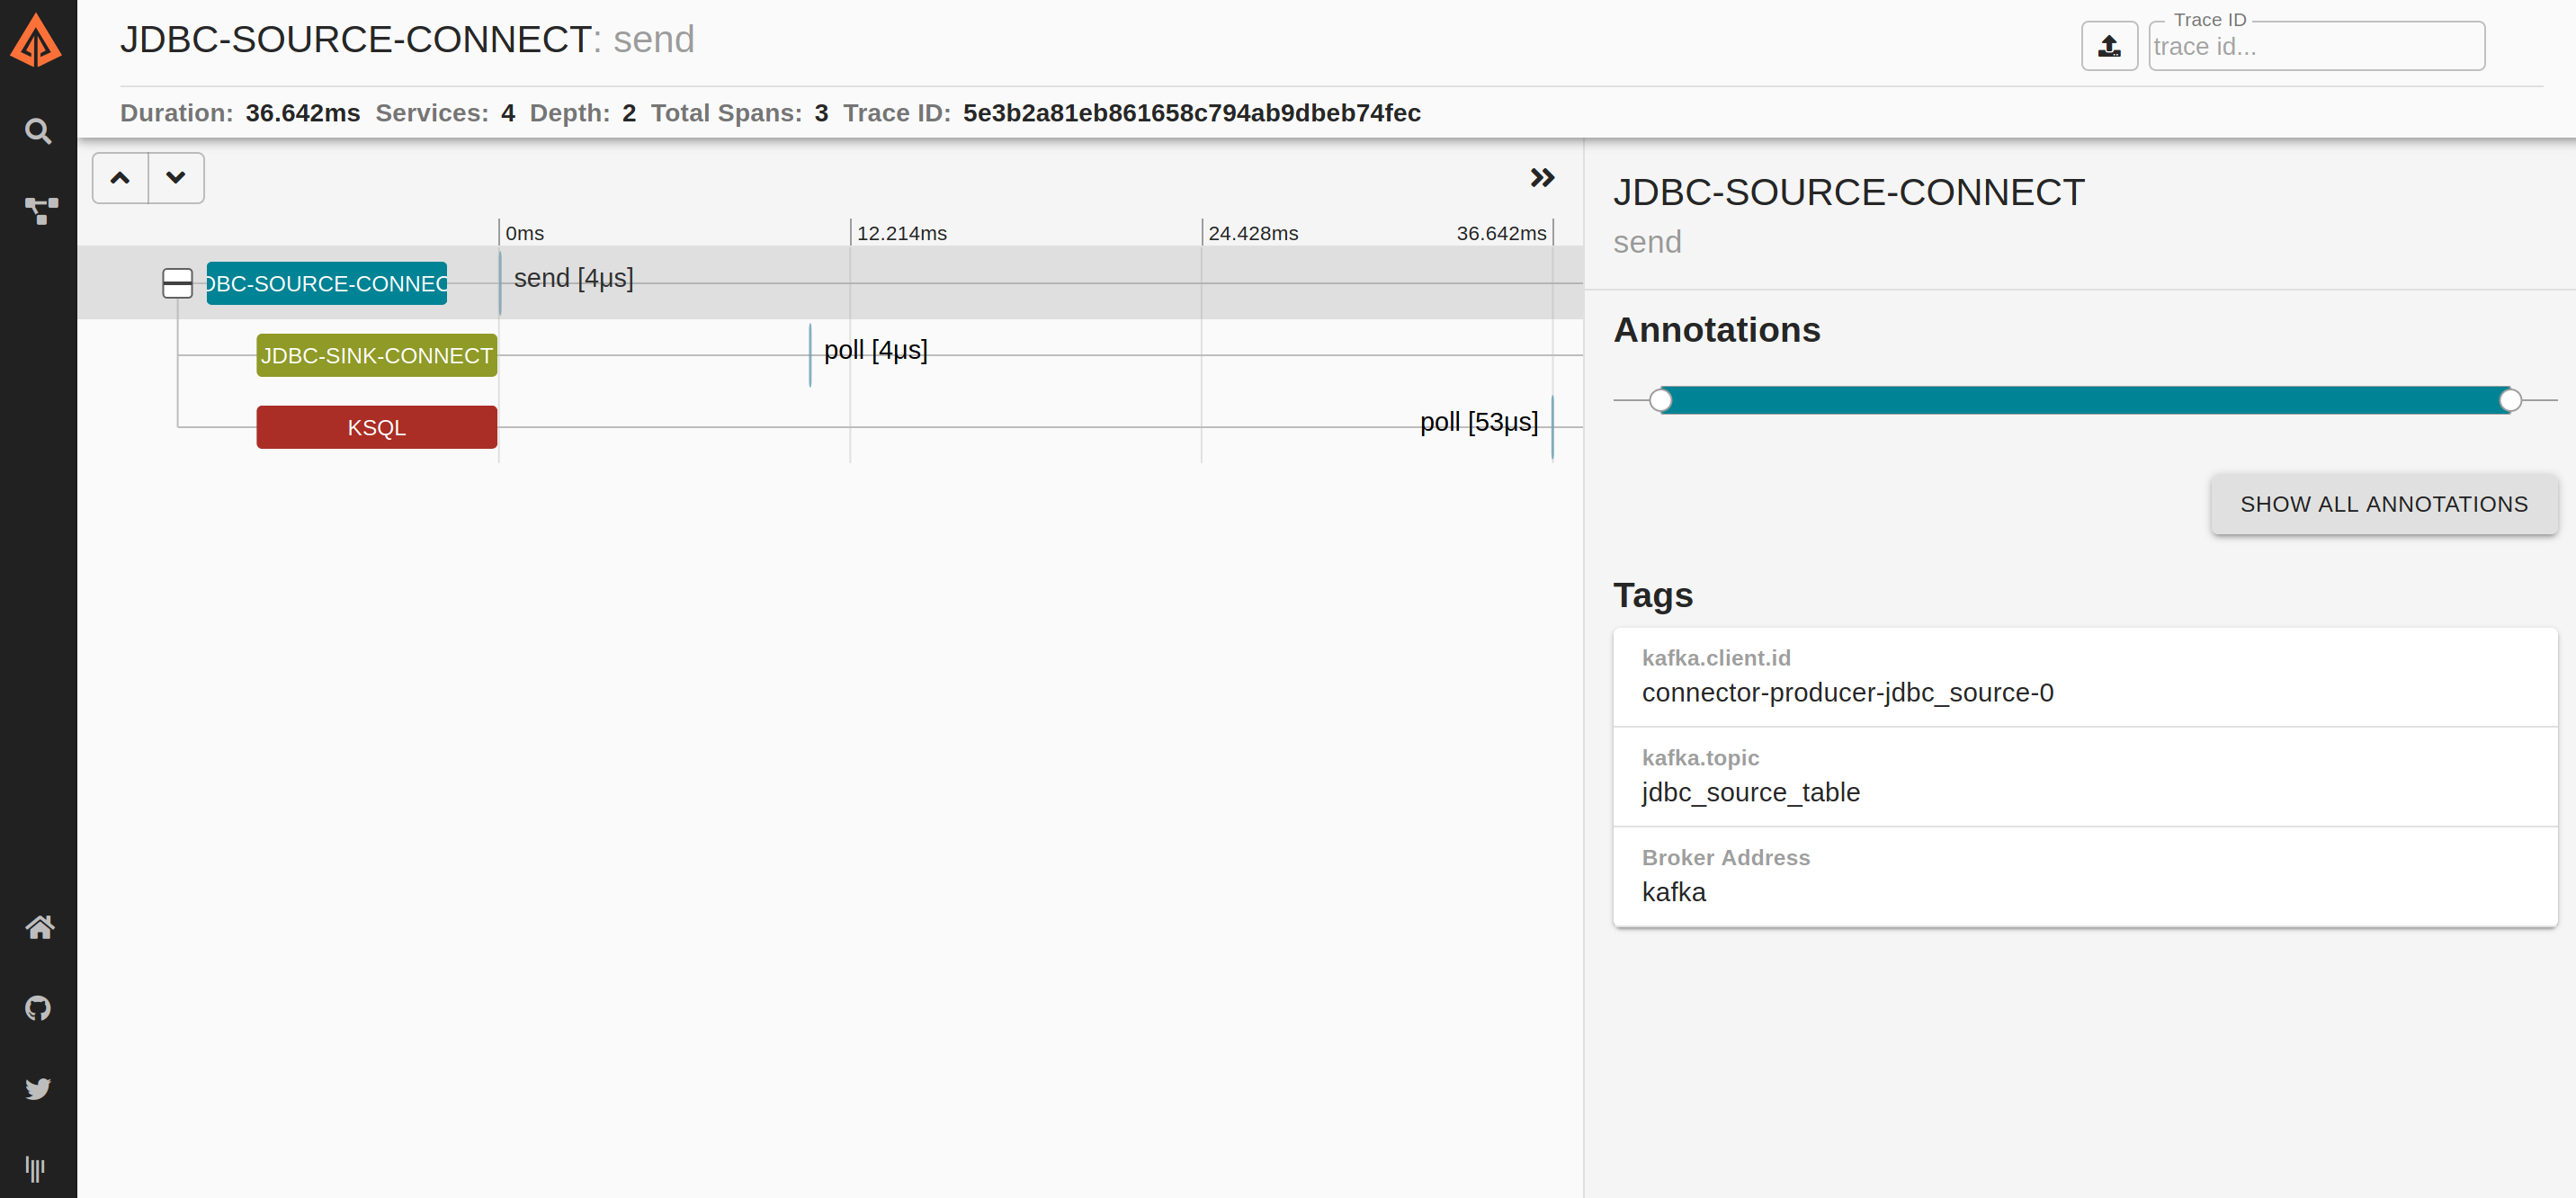 JDBC-SOURCE-CONNECT: send
Trace ID
trace id...
Duration: 36.642ms Services: 4 Depth: 2 Total Spans: 3 Trace ID: 5e3b2a81eb861658c794ab9dbeb74fec
0ms 12.214ms 24.428ms 36.642ms
DBC-SOURCE-CONNEC send [4μs]
JDBC-SINK-CONNECT poll [4μs]
KSQL poll [53μs]
JDBC-SOURCE-CONNECT
send
Annotations
SHOW ALL ANNOTATIONS
Tags
kafka.client.id
connector-producer-jdbc_source-0
kafka.topic
jdbc_source_table
Broker Address
kafka